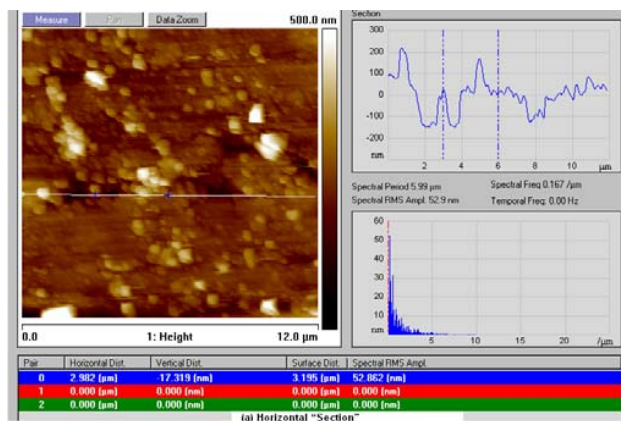 Measure Pan Data Zoom 500.0 nm
0.0 1: Height 12.0 µm
Section
300
200
100
0
-100
-200
nm
2 4 6 8 10 µm
Spectral Period 5.99 µm Spectral Freq 0.167 /µm
Spectral RMS Ampl. 52.9 nm Temporal Freq: 0.00 Hz
60
50
40
30
20
10
nm
0 5 10 20 /µm
Pair Horizontal Dist. Vertical Dist. Surface Dist. Spectral RMS Ampl.
0 2.982 (µm) -17.319 (nm) 3.195 (µm) 52.862 (nm)
1 0.000 (µm) 0.000 (nm) 0.000 (µm) 0.000 (nm)
2 0.000 (µm) 0.000 (nm) 0.000 (µm) 0.000 (nm)
(a) Horizontal "Section"